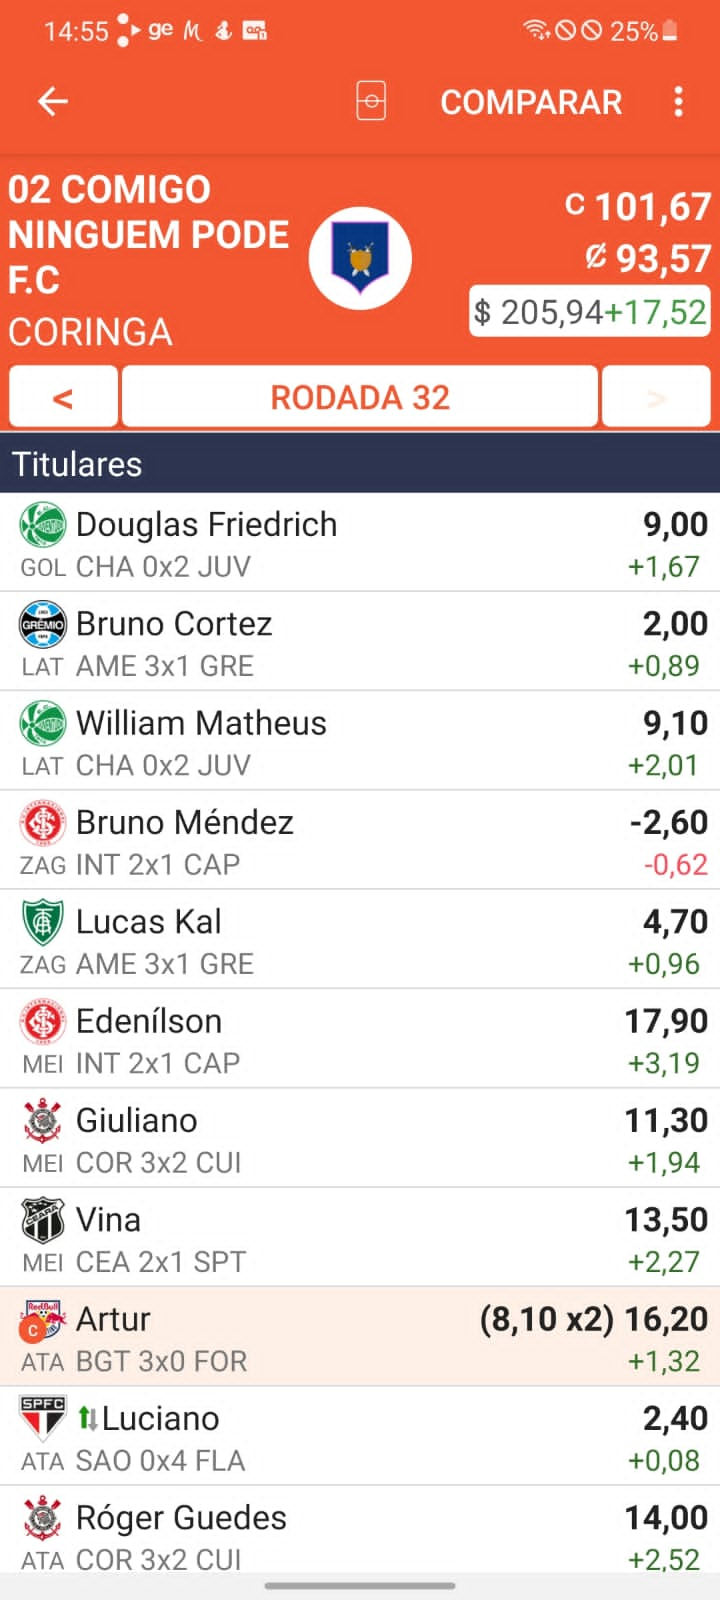 14:55 ge M 25%
COMPARAR
02 COMIGO
NINGUEM PODE
F.C
CORINGA
C 101,67
₡ 93,57
$ 205,94+17,52
< RODADA 32 >
Titulares
Douglas Friedrich 9,00
GOL CHA 0x2 JUV +1,67
GRÊMIO Bruno Cortez 2,00
LAT AME 3x1 GRE +0,89
William Matheus 9,10
LAT CHA 0x2 JUV +2,01
Bruno Méndez -2,60
ZAG INT 2x1 CAP -0,62
Lucas Kal 4,70
ZAG AME 3x1 GRE +0,96
Edenílson 17,90
MEI INT 2x1 CAP +3,19
Giuliano 11,30
MEI COR 3x2 CUI +1,94
CEARÁ Vina 13,50
MEI CEA 2x1 SPT +2,27
RedBull C Artur (8,10 x2) 16,20
ATA BGT 3x0 FOR +1,32
SPFC Luciano 2,40
ATA SAO 0x4 FLA +0,08
Róger Guedes 14,00
ATA COR 3x2 CUI +2,52